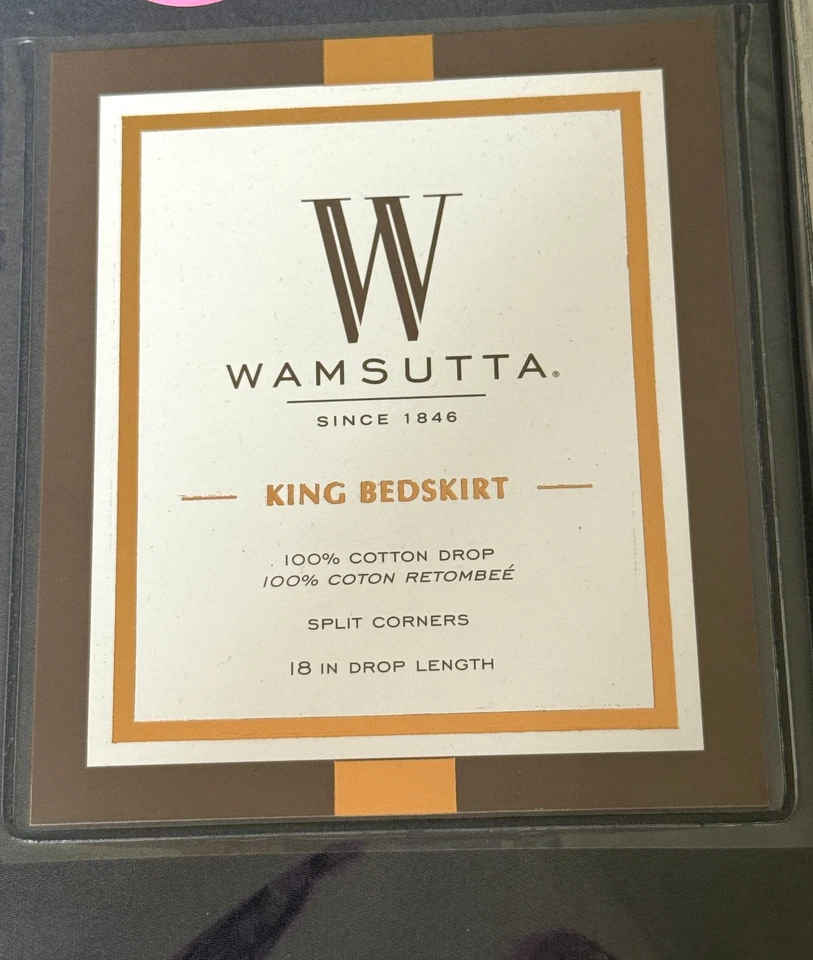 W
WAMSUTTA®
SINCE 1846
KING BEDSKIRT
100% COTTON DROP
100% COTON RETOMBEÉ
SPLIT CORNERS
18 IN DROP LENGTH